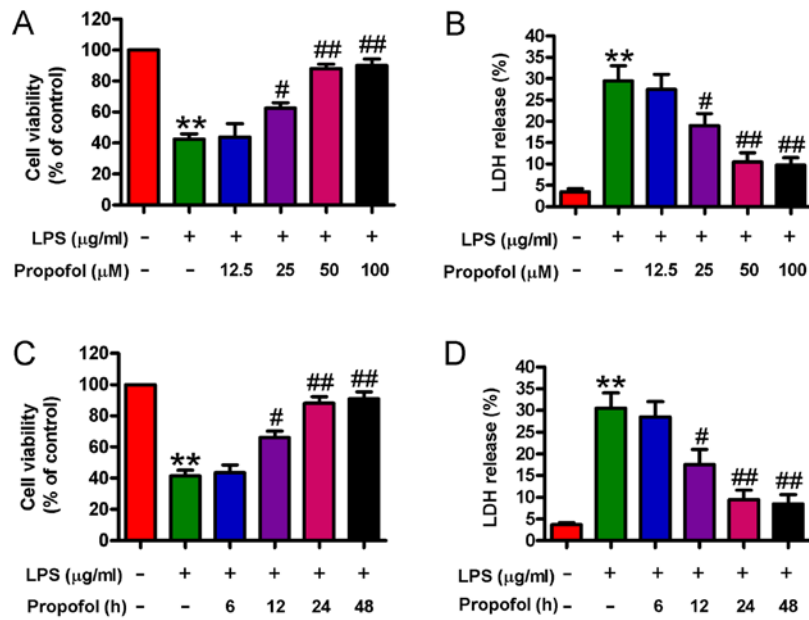 A
Cell viability
(% of control)
120
100
80
60
40
20
0
** # ## ##
LPS (μg/ml) – + + + + +
Propofol (μM) – – 12.5 25 50 100
B
LDH release (%)
40
35
30
25
20
15
10
5
0
** # ## ##
LPS (μg/ml) – + + + + +
Propofol (μM) – – 12.5 25 50 100
C
Cell viability
(% of control)
120
100
80
60
40
20
0
** # ## ##
LPS (μg/ml) – + + + + +
Propofol (h) – – 6 12 24 48
D
LDH release (%)
40
35
30
25
20
15
10
5
0
** # ## ##
LPS (μg/ml) – + + + + +
Propofol (h) – – 6 12 24 48